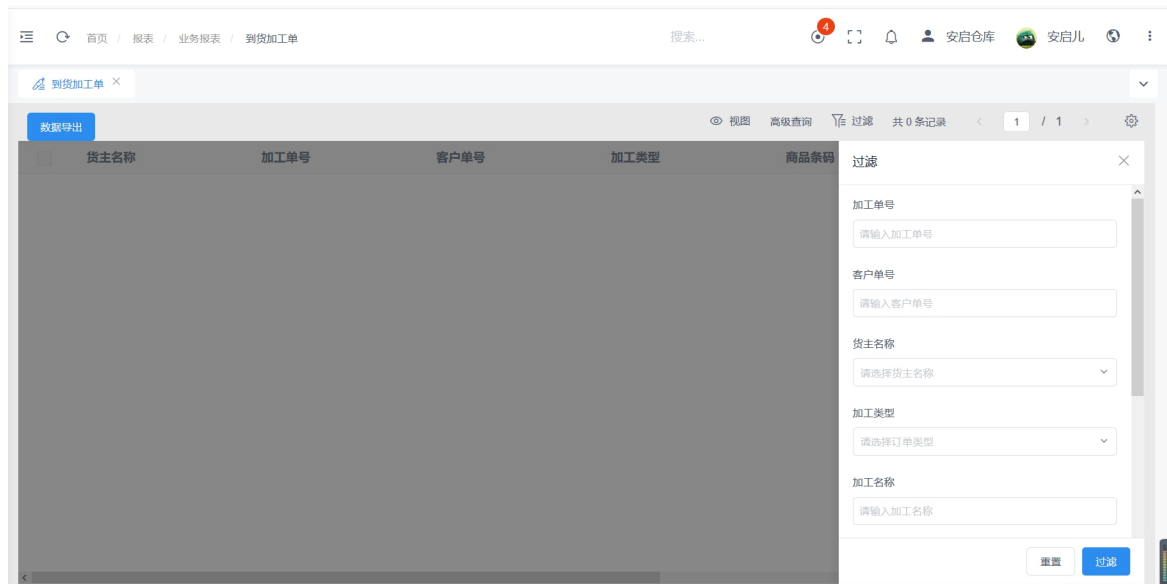 首页 / 报表 / 业务报表 / 到货加工单 搜索... 4 安启仓库 安启儿
到货加工单
数据导出 视图 高级查询 过滤 共 0 条记录 1 / 1
货主名称 加工单号 客户单号 加工类型 商品条码
过滤
加工单号
请输入加工单号
客户单号
请输入客户单号
货主名称
请选择货主名称
加工类型
请选择订单类型
加工名称
请输入加工名称
重置 过滤